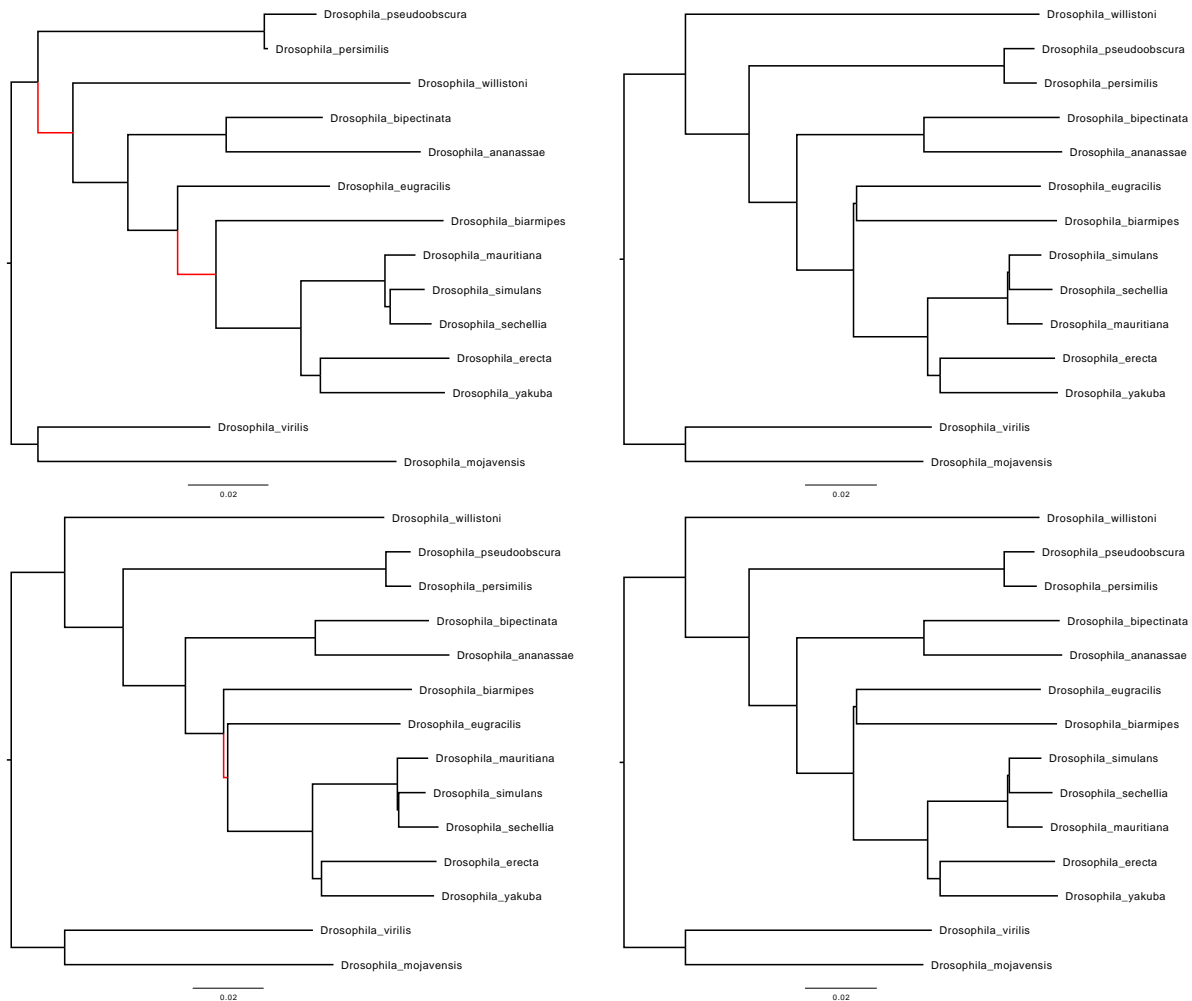 Drosophila_pseudoobscura
Drosophila_persimilis
Drosophila_willistoni
Drosophila_bipectinata
Drosophila_ananassae
Drosophila_eugracilis
Drosophila_biarmipes
Drosophila_mauritiana
Drosophila_simulans
Drosophila_sechellia
Drosophila_erecta
Drosophila_yakuba
Drosophila_virilis
Drosophila_mojavensis
0.02
Drosophila_willistoni
Drosophila_pseudoobscura
Drosophila_persimilis
Drosophila_bipectinata
Drosophila_ananassae
Drosophila_eugracilis
Drosophila_biarmipes
Drosophila_simulans
Drosophila_sechellia
Drosophila_mauritiana
Drosophila_erecta
Drosophila_yakuba
Drosophila_virilis
Drosophila_mojavensis
0.02
Drosophila_willistoni
Drosophila_pseudoobscura
Drosophila_persimilis
Drosophila_bipectinata
Drosophila_ananassae
Drosophila_biarmipes
Drosophila_eugracilis
Drosophila_mauritiana
Drosophila_simulans
Drosophila_sechellia
Drosophila_erecta
Drosophila_yakuba
Drosophila_virilis
Drosophila_mojavensis
0.02
Drosophila_willistoni
Drosophila_pseudoobscura
Drosophila_persimilis
Drosophila_bipectinata
Drosophila_ananassae
Drosophila_eugracilis
Drosophila_biarmipes
Drosophila_simulans
Drosophila_sechellia
Drosophila_mauritiana
Drosophila_erecta
Drosophila_yakuba
Drosophila_virilis
Drosophila_mojavensis
0.02